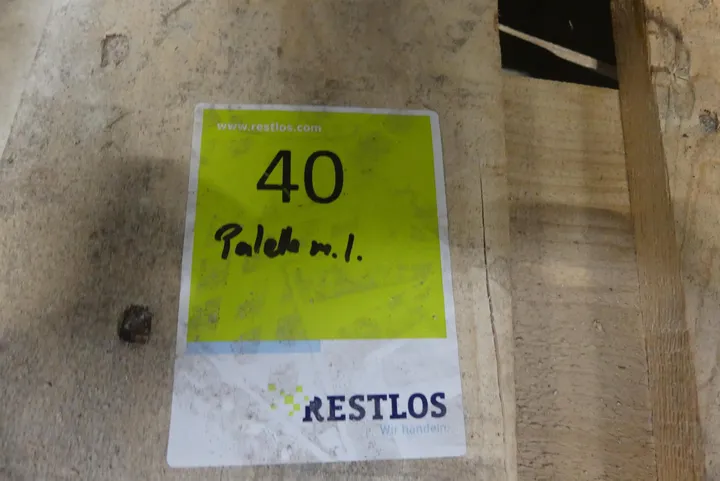 www.restlos.com
40
Palette m. I.
RESTLOS
Wir handeln.